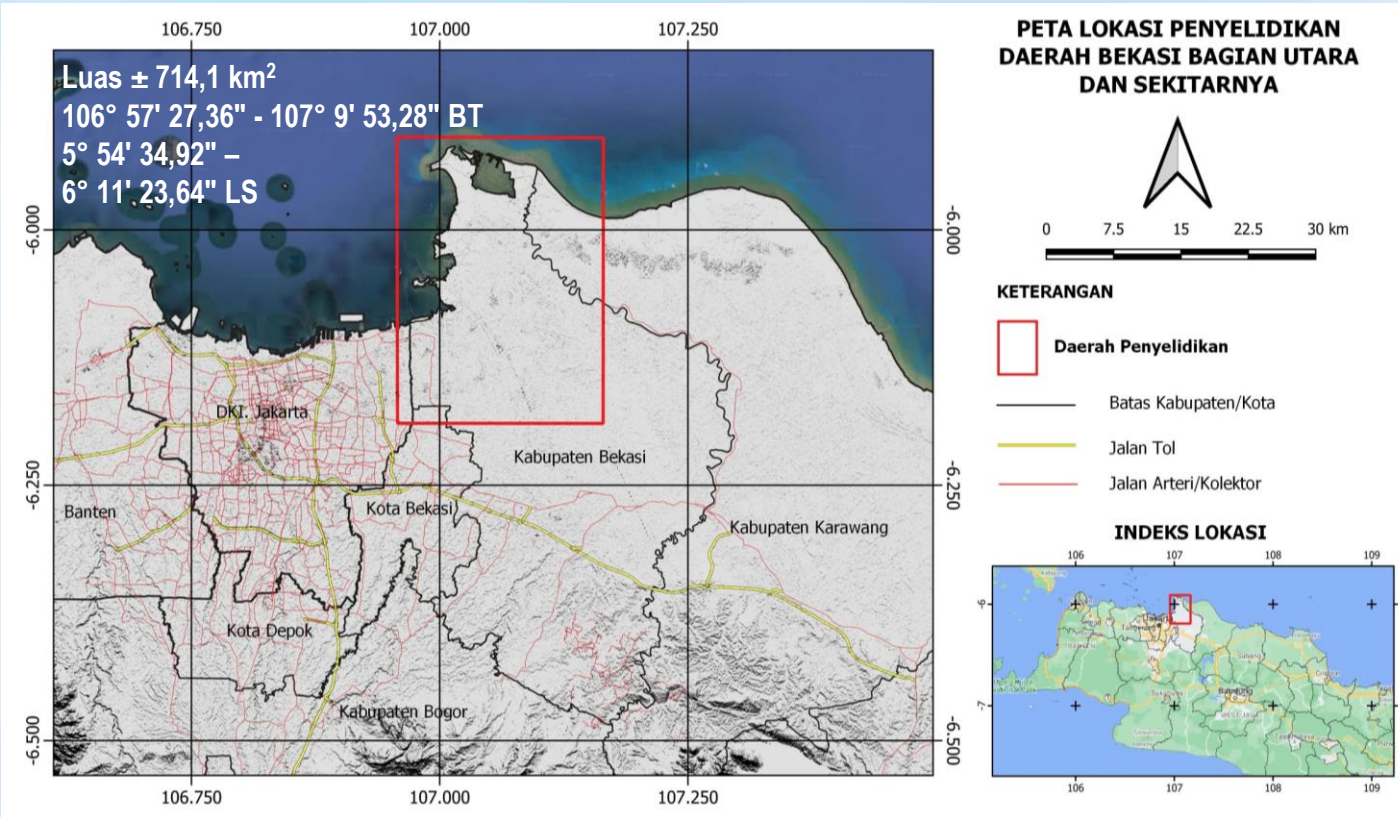 106.750 107.000 107.250
Luas ± 714,1 km²
106° 57' 27,36" - 107° 9' 53,28" BT
5° 54' 34,92" –
6° 11' 23,64" LS
-6.000 -6.000
DKI. Jakarta
Kabupaten Bekasi
-6.250 -6.250
Banten
Kota Bekasi
Kabupaten Karawang
Kota Depok
Kabupaten Bogor
-6.500 -6.500
106.750 107.000 107.250
PETA LOKASI PENYELIDIKAN
DAERAH BEKASI BAGIAN UTARA
DAN SEKITARNYA
0 7.5 15 22.5 30 km
KETERANGAN
Daerah Penyelidikan
Batas Kabupaten/Kota
Jalan Tol
Jalan Arteri/Kolektor
INDEKS LOKASI
106 107 108 109
-6
Jakarta
Subang
Bandung
-7
106 107 108 109